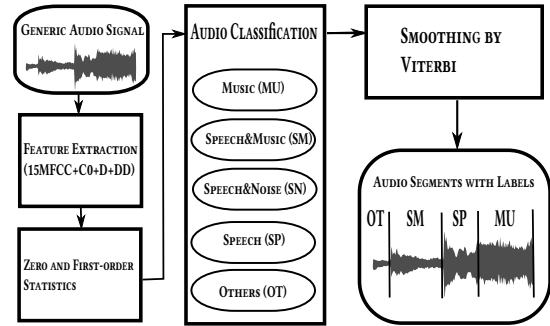 Generic Audio Signal
Feature Extraction
(15MFCC+C0+D+DD)
Zero and First-order
Statistics
Audio Classification
Music (MU)
Speech&Music (SM)
Speech&Noise (SN)
Speech (SP)
Others (OT)
Smoothing by
Viterbi
Audio Segments with Labels
OT SM SP MU